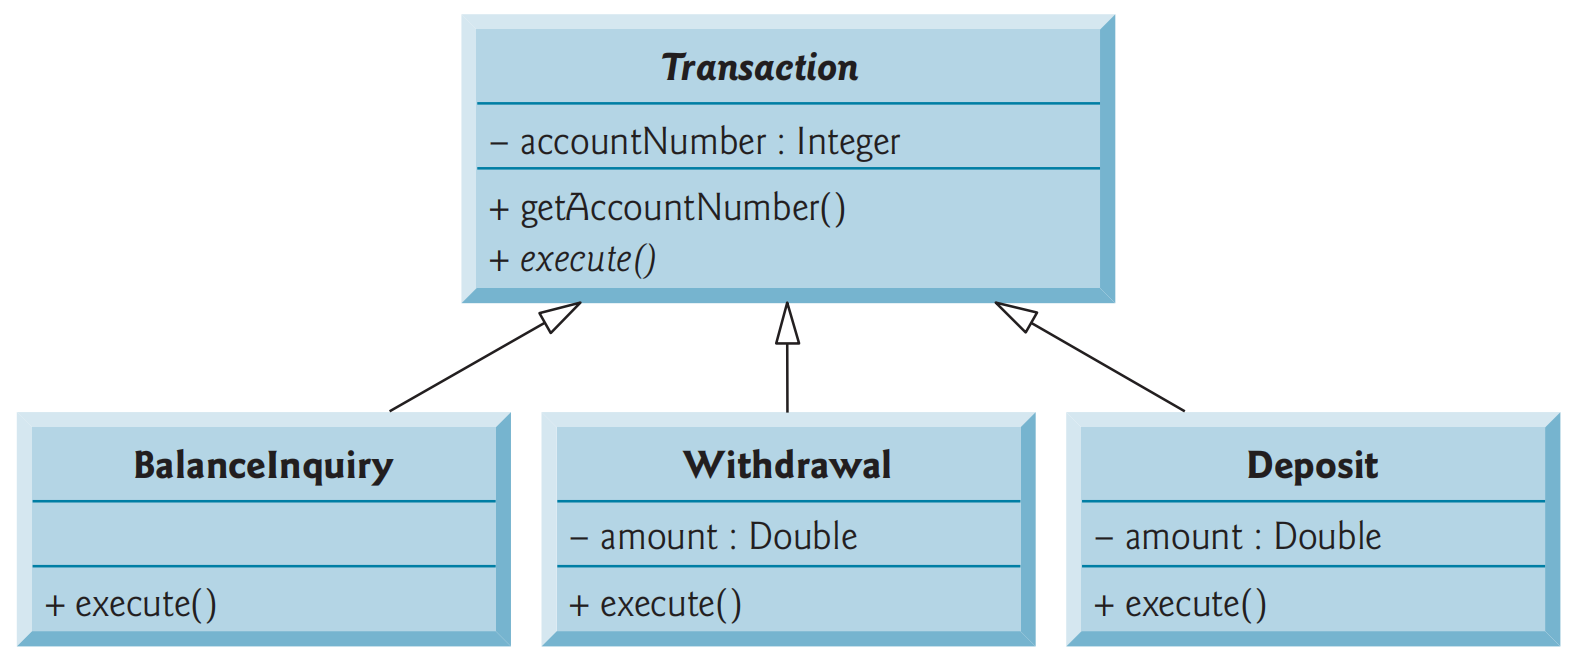 Transaction
– accountNumber : Integer
+ getAccountNumber()
+ execute()
BalanceInquiry
+ execute()
Withdrawal
– amount : Double
+ execute()
Deposit
– amount : Double
+ execute()